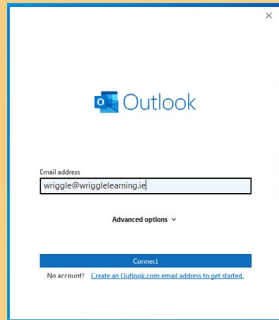 Outlook
Email address
wriggle@wrigglelearning.ie
Advanced options
Connect
No account? Create an Outlook.com email address to get started.